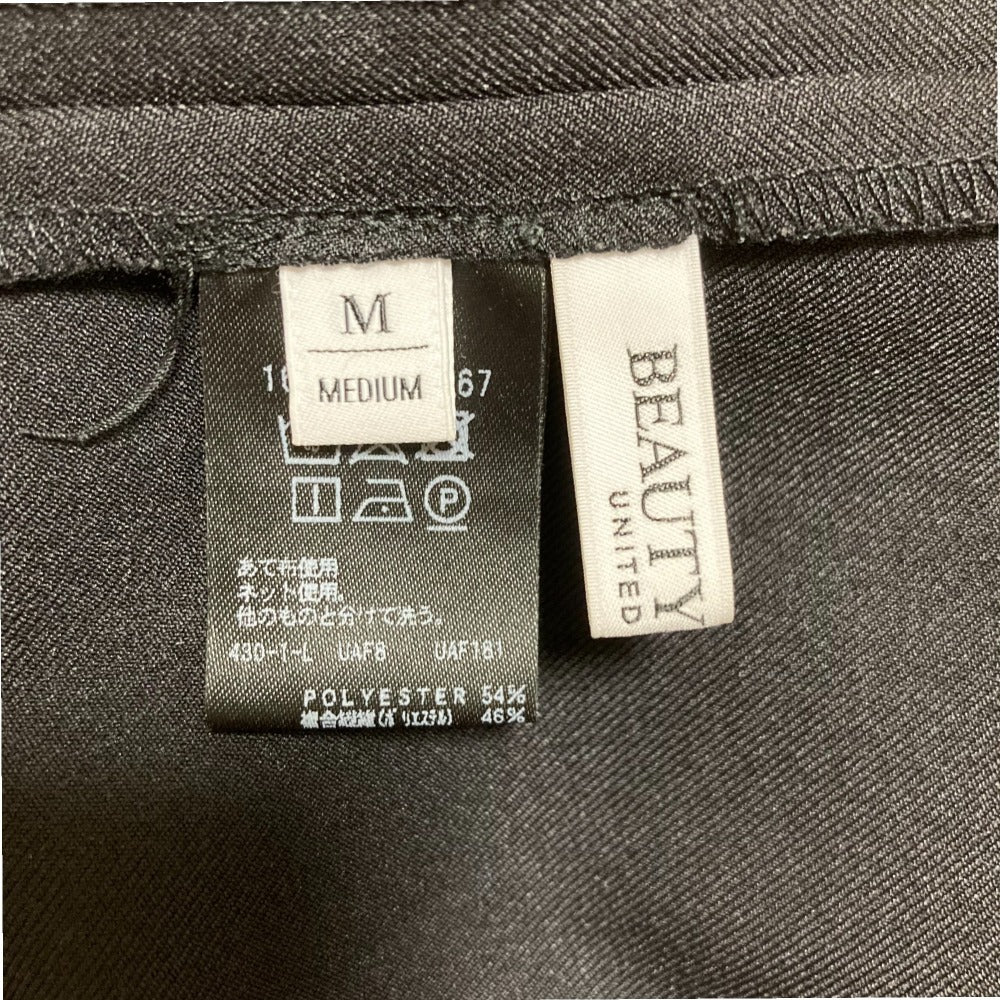 M
MEDIUM
16 67
P
あて布使用
ネット使用
他のものと分けて洗う。
430-T-L UAF8 UAF181
POLYESTER 54%
複合繊維(ポリエステル) 46%
BEAUTY
UNITED